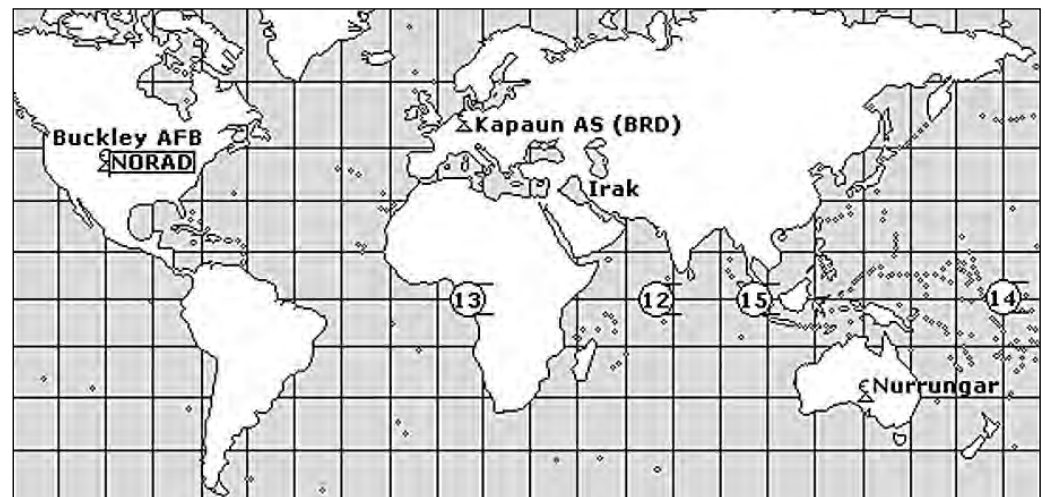 Buckley AFB
NORAD
Kapaun AS (BRD)
Irak
13
12
15
14
Nurrungar